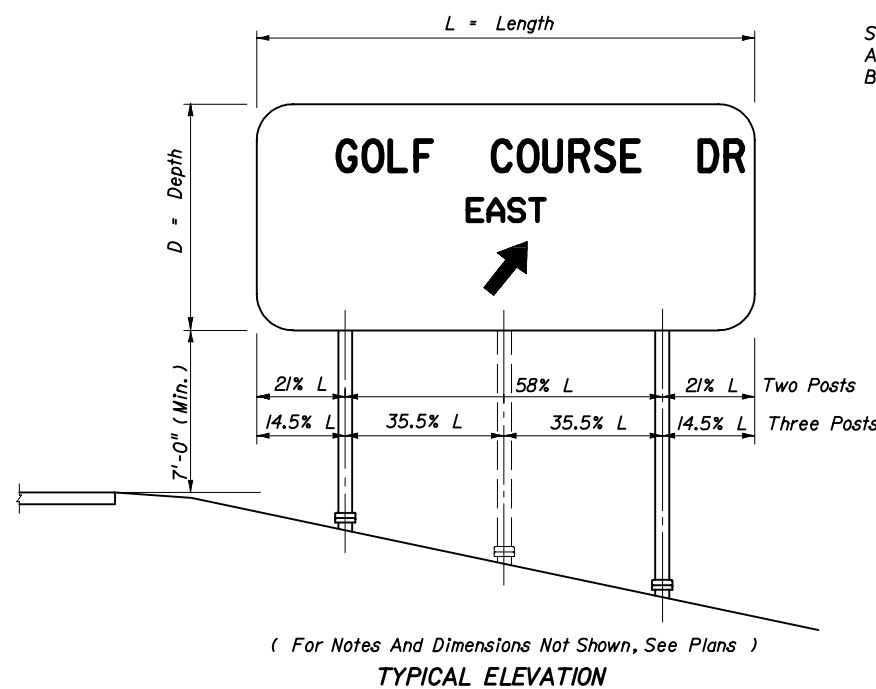 L = Length
S
A
B
D = Depth
GOLF COURSE DR
EAST
7'-0" (Min.)
21% L 58% L 21% L Two Posts
14.5% L 35.5% L 35.5% L 14.5% L Three Posts
( For Notes And Dimensions Not Shown, See Plans )
TYPICAL ELEVATION